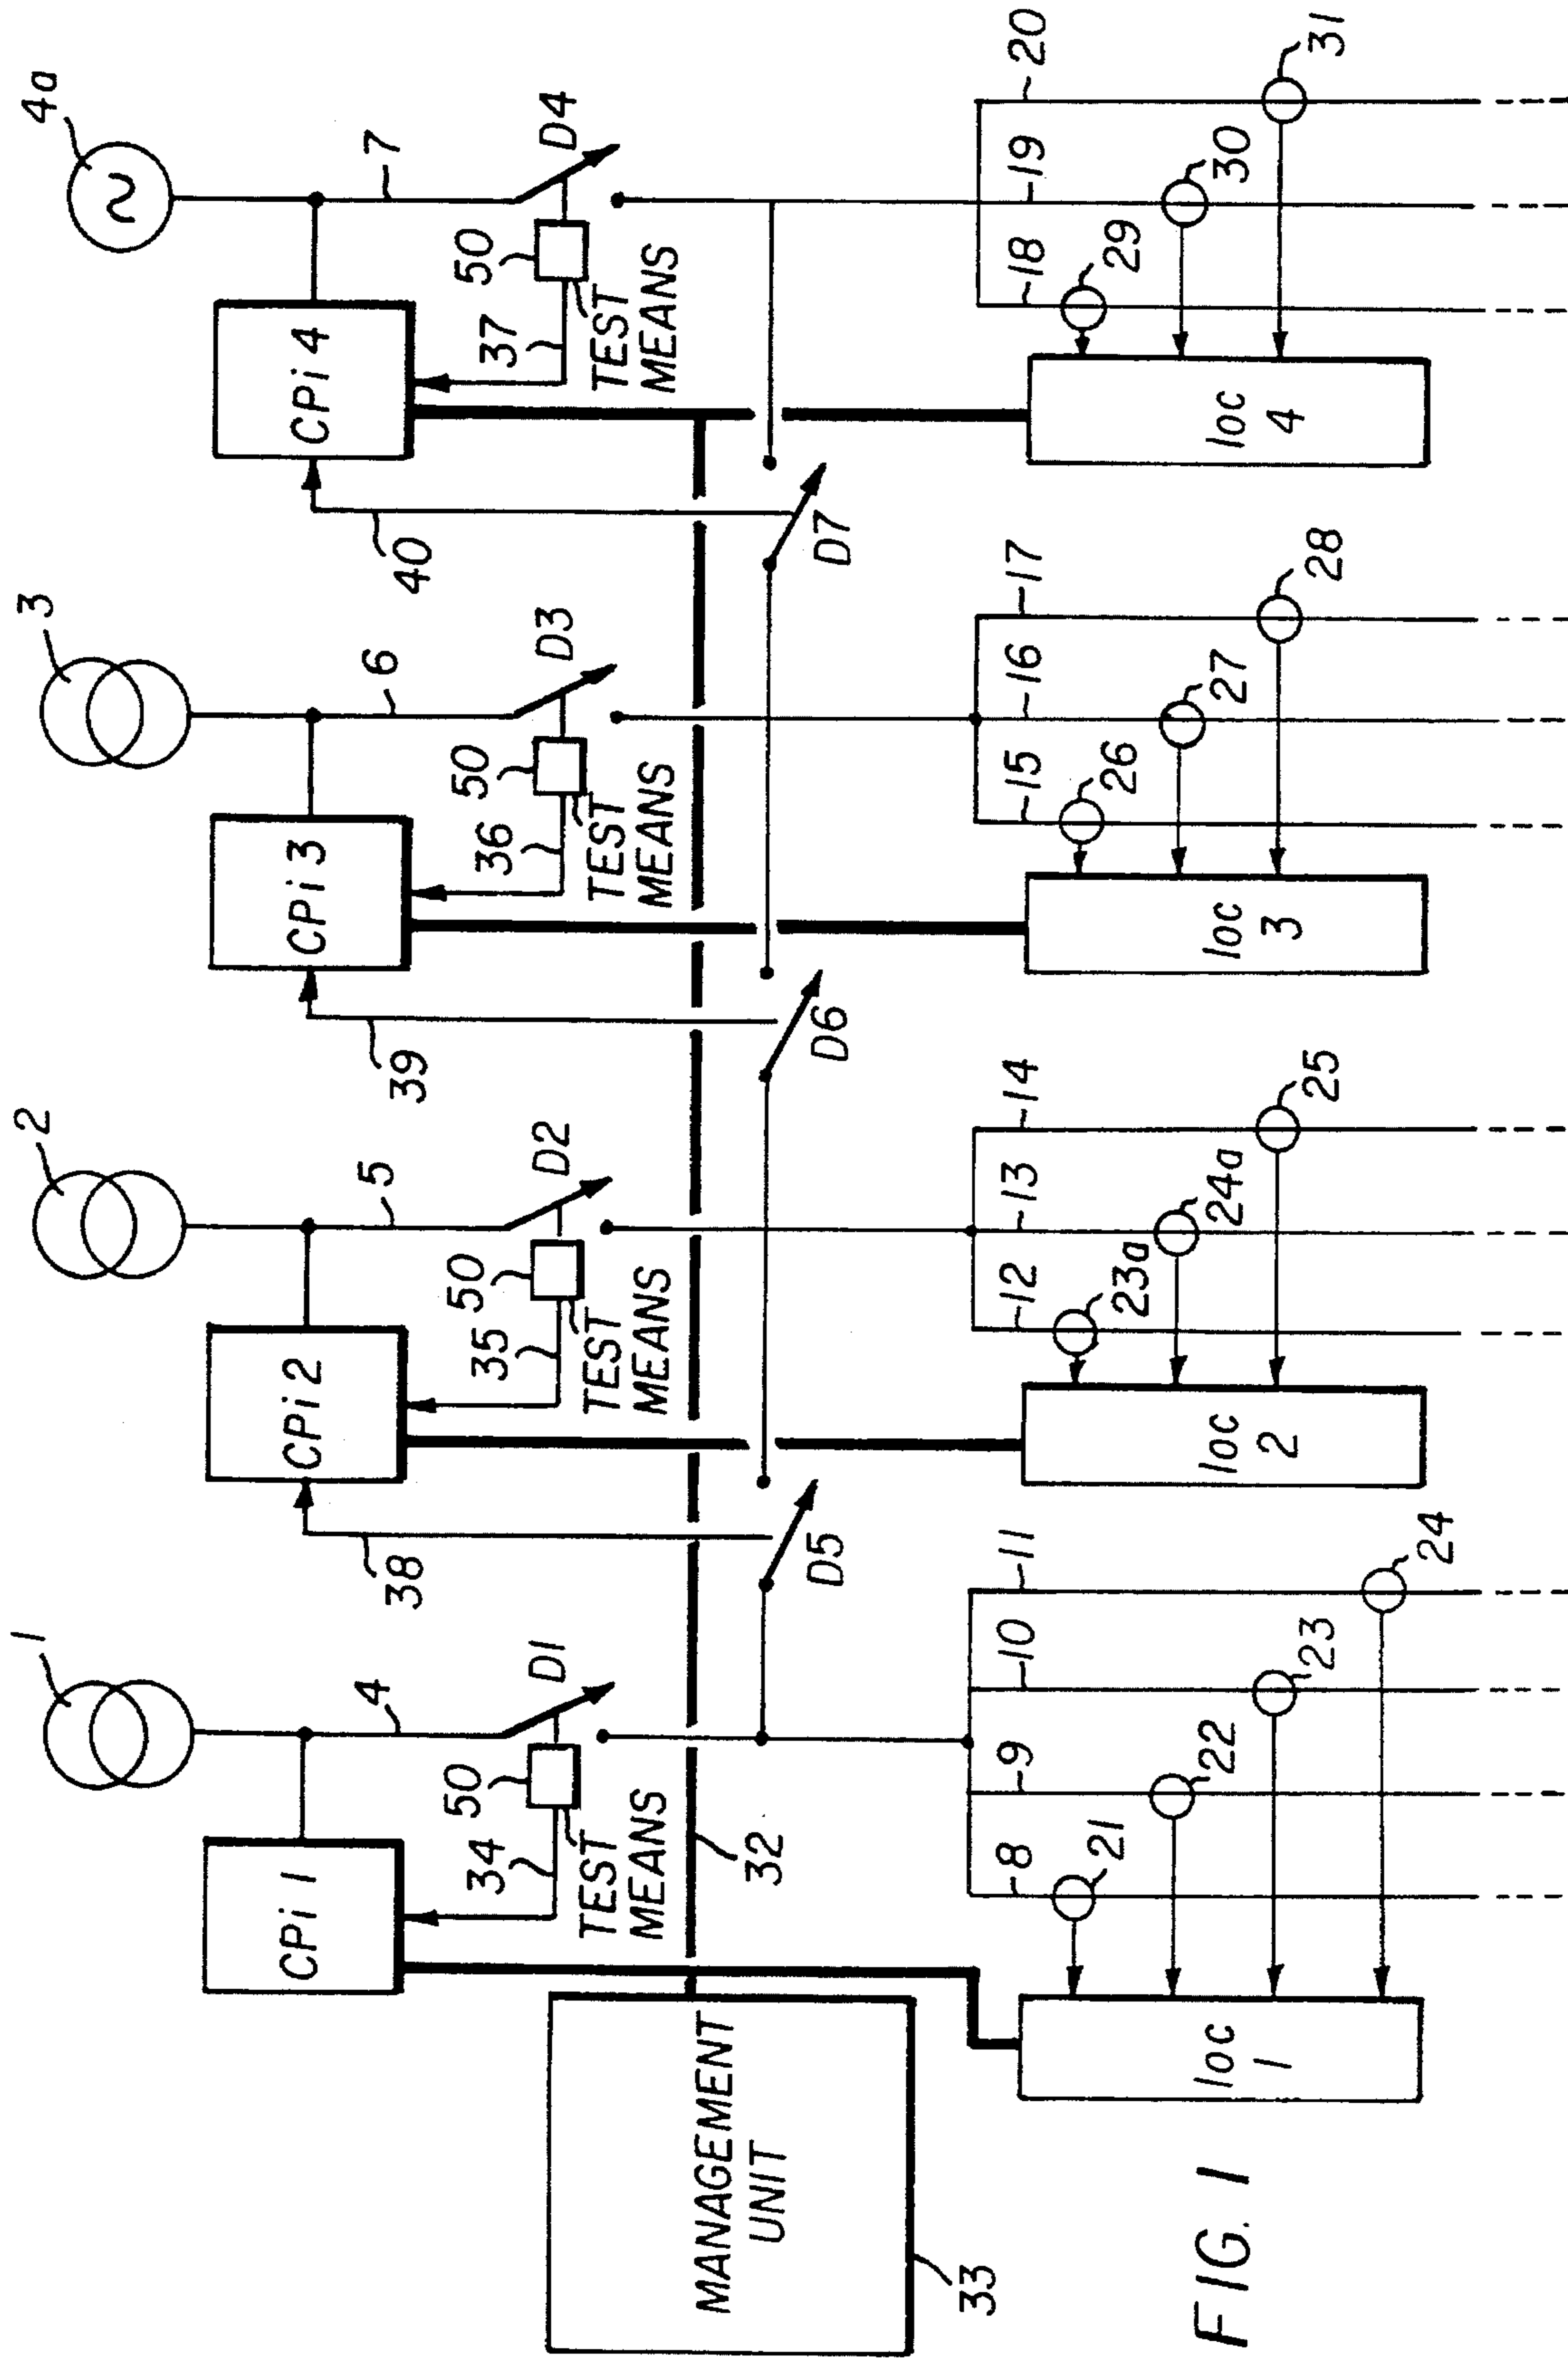 1
2
3
4a
CPi 1
CPi 2
CPi 3
CPi 4
4
5
6
7
38
39
40
34
50
D1
35
50
D2
36
50
D3
37
50
D4
TEST MEANS
TEST MEANS
TEST MEANS
TEST MEANS
MANAGEMENT UNIT
33
32
D5
D6
D7
8
9
10
11
12
13
14
15
16
17
18
19
20
21
22
23
24
23a
24a
25
26
27
28
29
30
31
loc 1
loc 2
loc 3
loc 4
FIG. 1